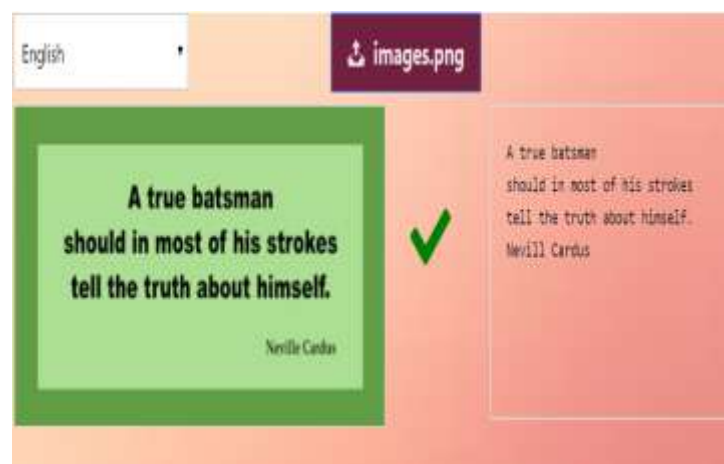 English
images.png
A true batsman
should in most of his strokes
tell the truth about himself.
Neville Cardus
A true batsman
should in most of his strokes
tell the truth about himself.
Nevill Cardus